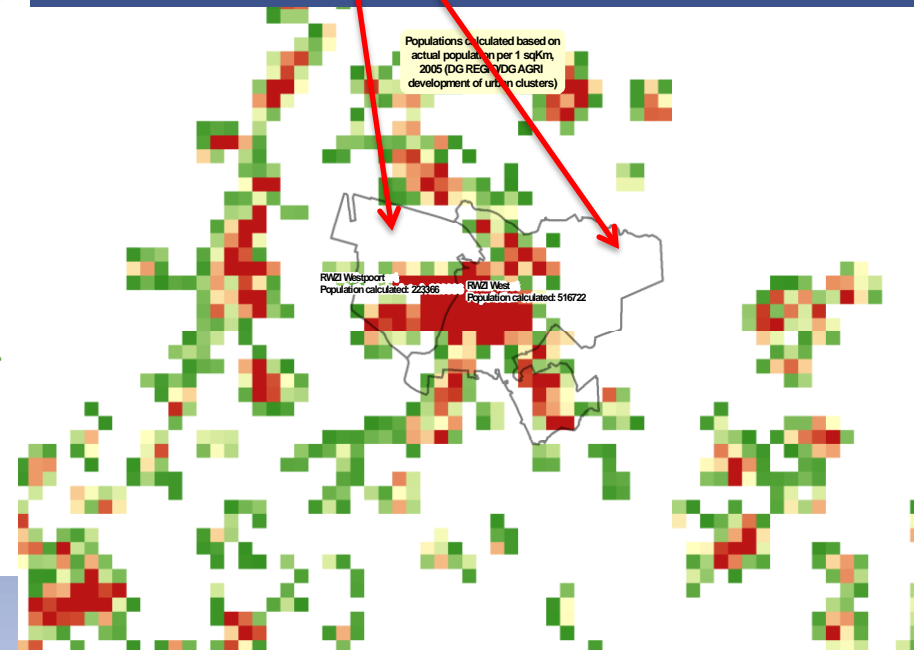 Populations calculated based on
actual population per 1 sqKm,
2005 (DG REGIO/DG AGRI
development of urban clusters)
RWZI Westpoort
Population calculated: 223366
RWZI West
Population calculated: 516722